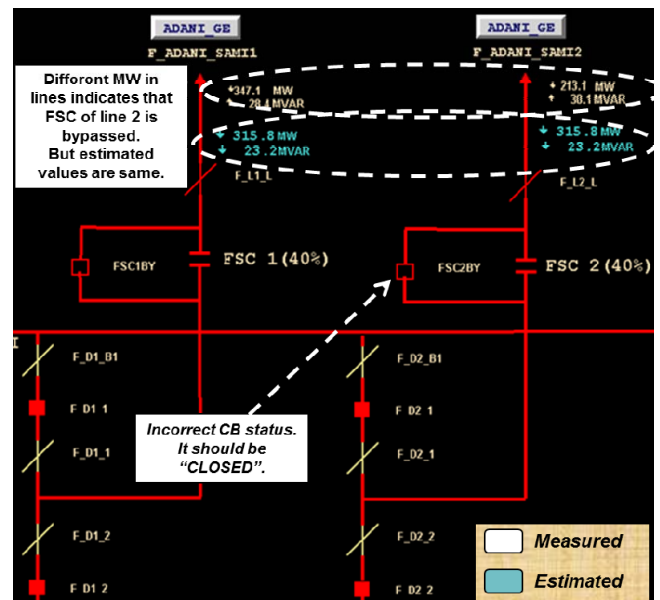 ADANI_GE
F_ADANI_SAMI1
ADANI_GE
F_ADANI_SAMI2
Different MW in
lines indicates that
FSC of line 2 is
bypassed.
But estimated
values are same.
347.1 MW
28.4 MVAR
213.1 MW
30.1 MVAR
315.8 MW
23.2 MVAR
315.8 MW
23.2 MVAR
F_L1_L
F_L2_L
FSC1BY
FSC 1(40%)
FSC2BY
FSC 2(40%)
I
F_D1_B1
F_D2_B1
F D1 1
F D2 1
F_D1_1
F_D2_1
Incorrect CB status.
It should be
“CLOSED”.
F_D1_2
F_D2_2
F D1 2
F D2 2
Measured
Estimated